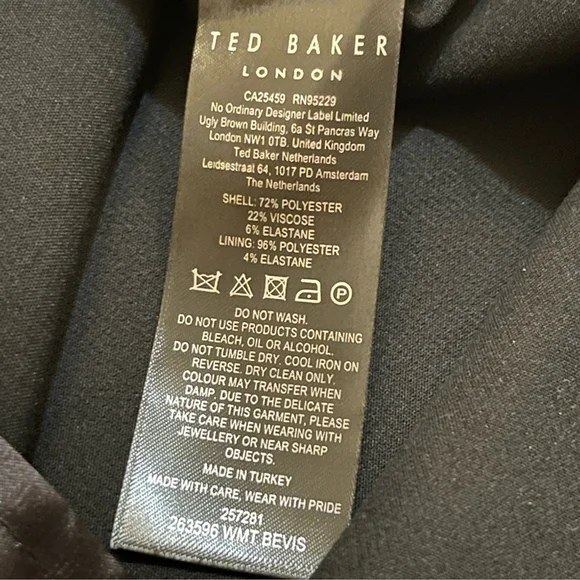 TED BAKER
LONDON
CA25459 RN95229
No Ordinary Designer Label Limited
Ugly Brown Building, 6a St Pancras Way
London NW1 0TB. United Kingdom
Ted Baker Netherlands
Leidsestraat 64, 1017 PD Amsterdam
The Netherlands
SHELL: 72% POLYESTER
22% VISCOSE
6% ELASTANE
LINING: 96% POLYESTER
4% ELASTANE
P
DO NOT WASH.
DO NOT USE PRODUCTS CONTAINING
BLEACH, OIL OR ALCOHOL.
DO NOT TUMBLE DRY. COOL IRON ON
REVERSE. DRY CLEAN ONLY.
COLOUR MAY TRANSFER WHEN
DAMP. DUE TO THE DELICATE
NATURE OF THIS GARMENT, PLEASE
TAKE CARE WHEN WEARING WITH
JEWELLERY OR NEAR SHARP
OBJECTS.
MADE IN TURKEY
MADE WITH CARE, WEAR WITH PRIDE
257281
263596 WMT BEVIS